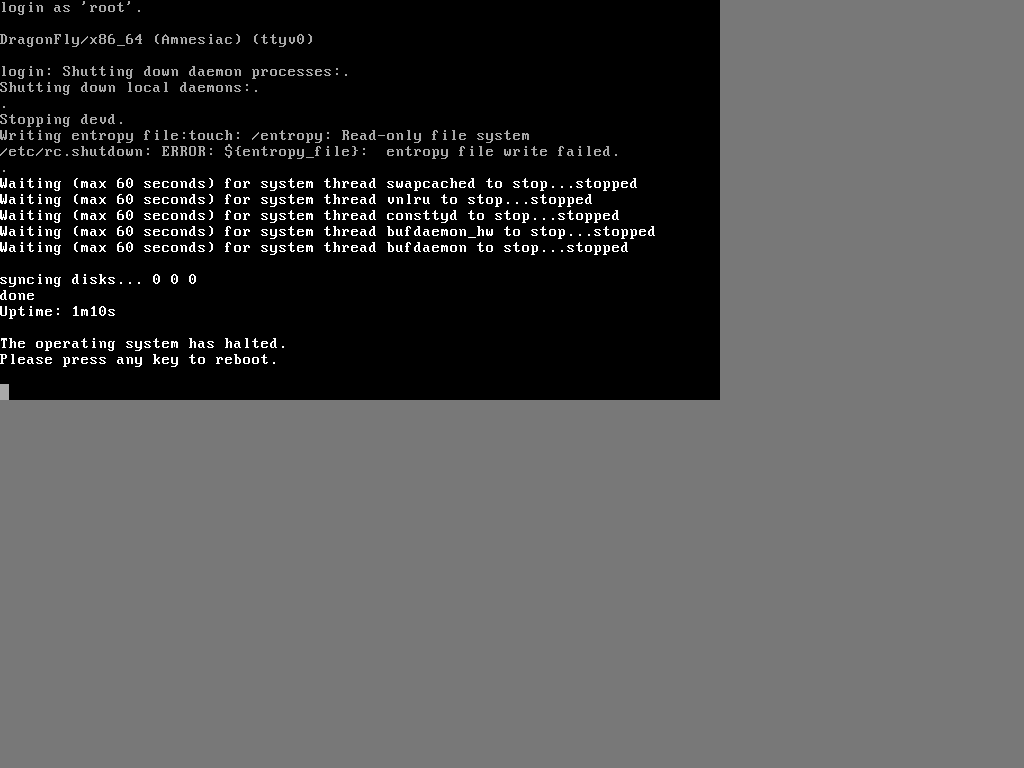 login as 'root'.
DragonFly/x86_64 (Amnesiac) (ttyv0)
login: Shutting down daemon processes:.
Shutting down local daemons:.
.
Stopping devd.
Writing entropy file:touch: /entropy: Read-only file system
/etc/rc.shutdown: ERROR: ${entropy_file}:  entropy file write failed.
.
Waiting (max 60 seconds) for system thread swapcached to stop...stopped
Waiting (max 60 seconds) for system thread vnlru to stop...stopped
Waiting (max 60 seconds) for system thread consttyd to stop...stopped
Waiting (max 60 seconds) for system thread bufdaemon_hw to stop...stopped
Waiting (max 60 seconds) for system thread bufdaemon to stop...stopped
syncing disks... 0 0 0
done
Uptime: 1m10s
The operating system has halted.
Please press any key to reboot.